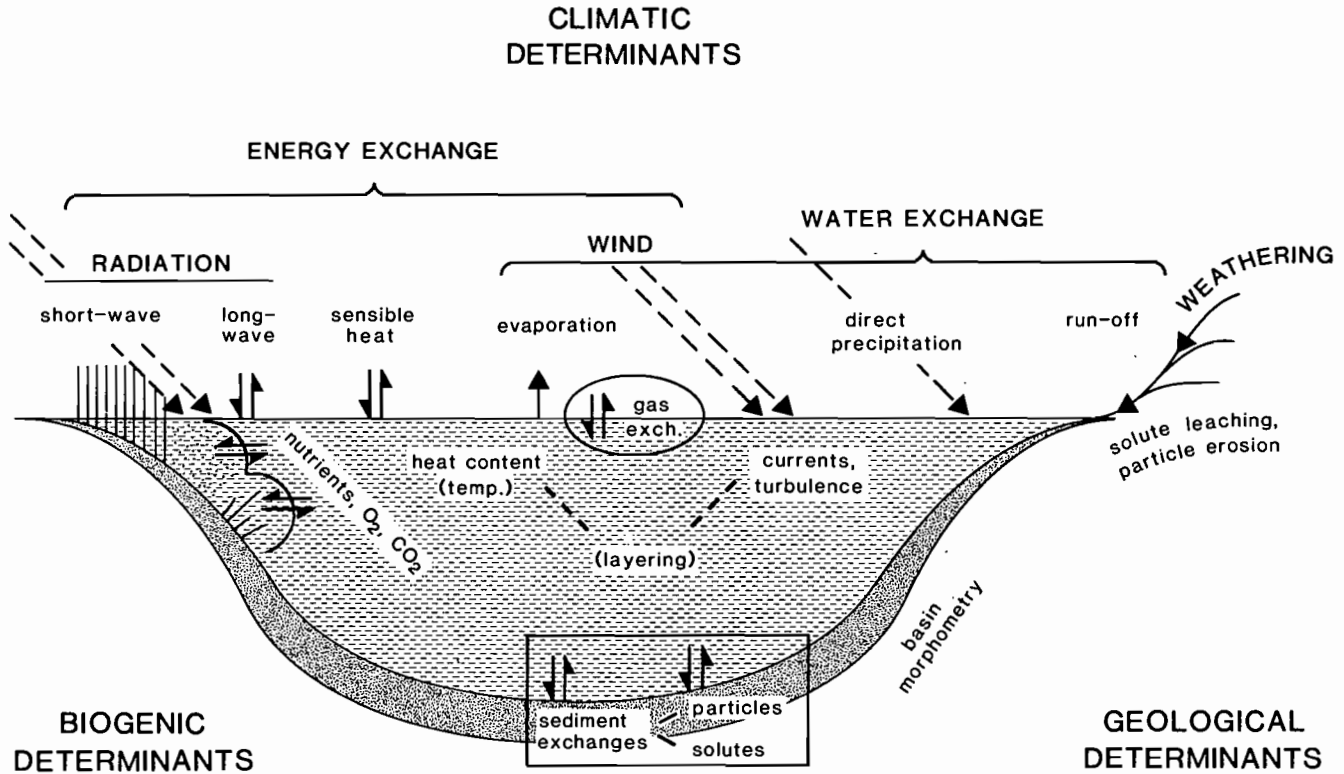 CLIMATIC
DETERMINANTS
ENERGY EXCHANGE
WATER EXCHANGE
WIND
RADIATION
WEATHERING
short-wave
long-
wave
sensible
heat
evaporation
direct
precipitation
run-off
gas
exch.
solute leaching,
particle erosion
nutrients, O₂, CO₂
heat content
(temp.)
currents,
turbulence
(layering)
basin
morphometry
sediment
exchanges
particles
solutes
BIOGENIC
DETERMINANTS
GEOLOGICAL
DETERMINANTS